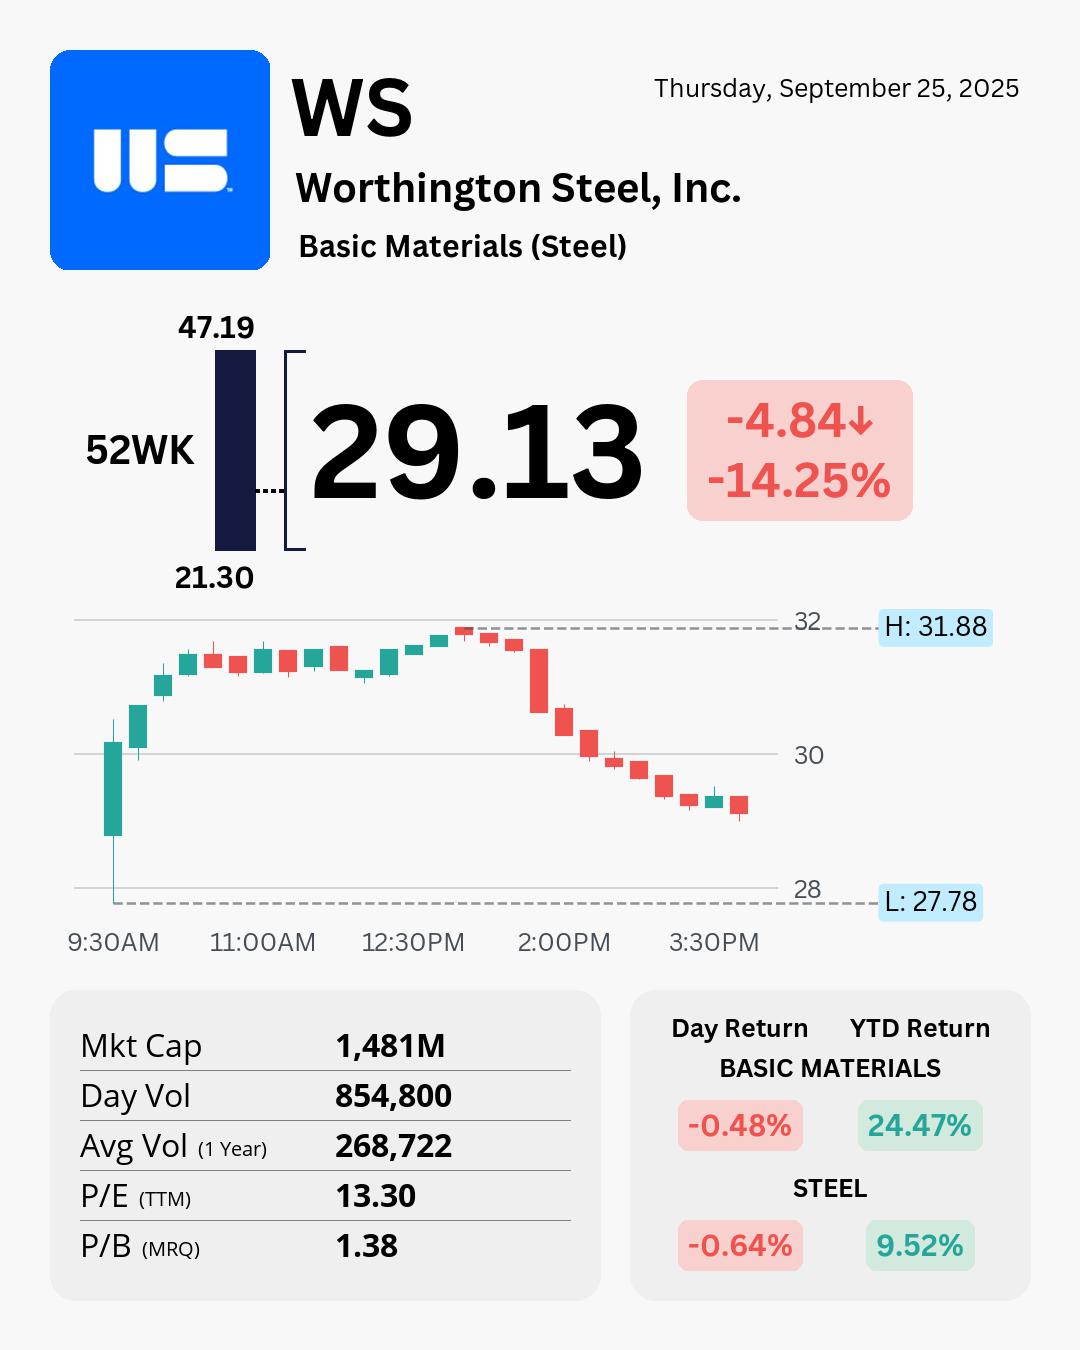 WS
Thursday, September 25, 2025
WS™
Worthington Steel, Inc.
Basic Materials (Steel)
47.19
52WK
29.13
-4.84↓
-14.25%
21.30
32
H: 31.88
30
28
L: 27.78
9:30AM 11:00AM 12:30PM 2:00PM 3:30PM
Mkt Cap 1,481M
Day Vol 854,800
Avg Vol (1 Year) 268,722
P/E (TTM) 13.30
P/B (MRQ) 1.38
Day Return YTD Return
BASIC MATERIALS
-0.48% 24.47%
STEEL
-0.64% 9.52%